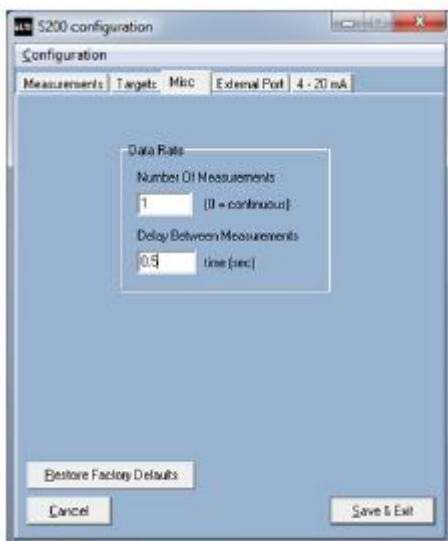 S200 configuration
Configuration
Measurements Targets Misc External Port 4 - 20 mA
Data Rate
Number Of Measurements
1 (0 = continuous)
Delay Between Measurements
0.5 time (sec)
Restore Factory Defaults
Cancel Save & Exit